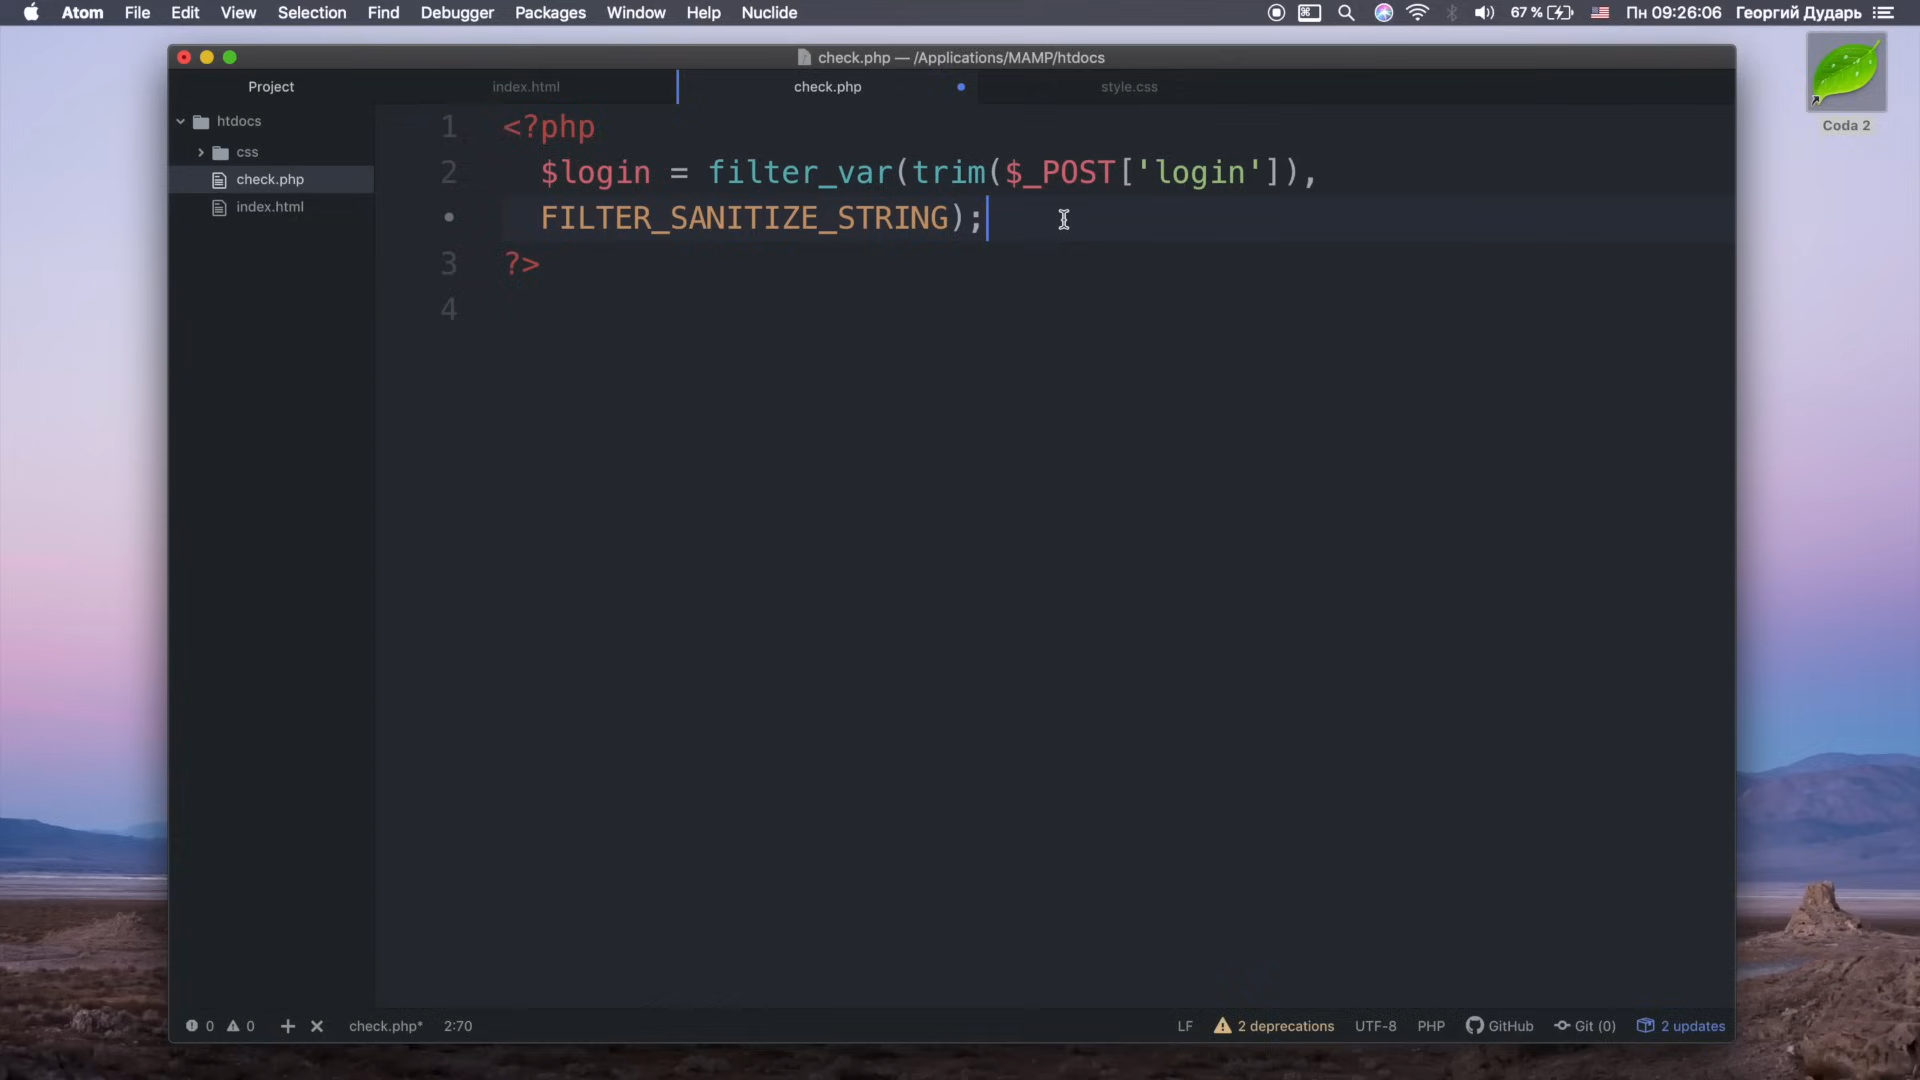 Atom File Edit View Selection Find Debugger Packages Window Help Nuclide 67 % Пн 09:26:06 Георгий Дударь
check.php — /Applications/MAMP/htdocs
Project index.html check.php style.css
htdocs
css
check.php
index.html
1 <?php
2 $login = filter_var(trim($_POST['login']),
• FILTER_SANITIZE_STRING);
3 ?>
4
Coda 2
0 0 + × check.php* 2:70 LF 2 deprecations UTF-8 PHP GitHub Git (0) 2 updates